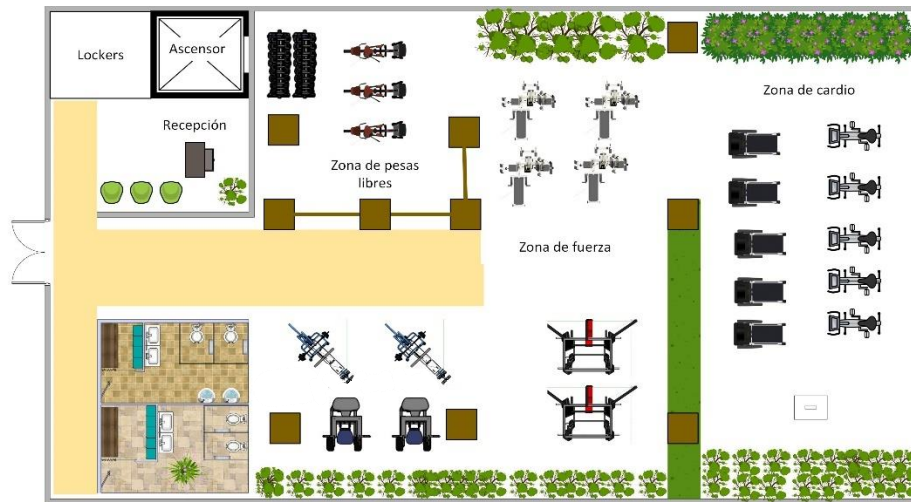 Lockers
Ascensor
Recepción
Zona de pesas
libres
Zona de fuerza
Zona de cardio